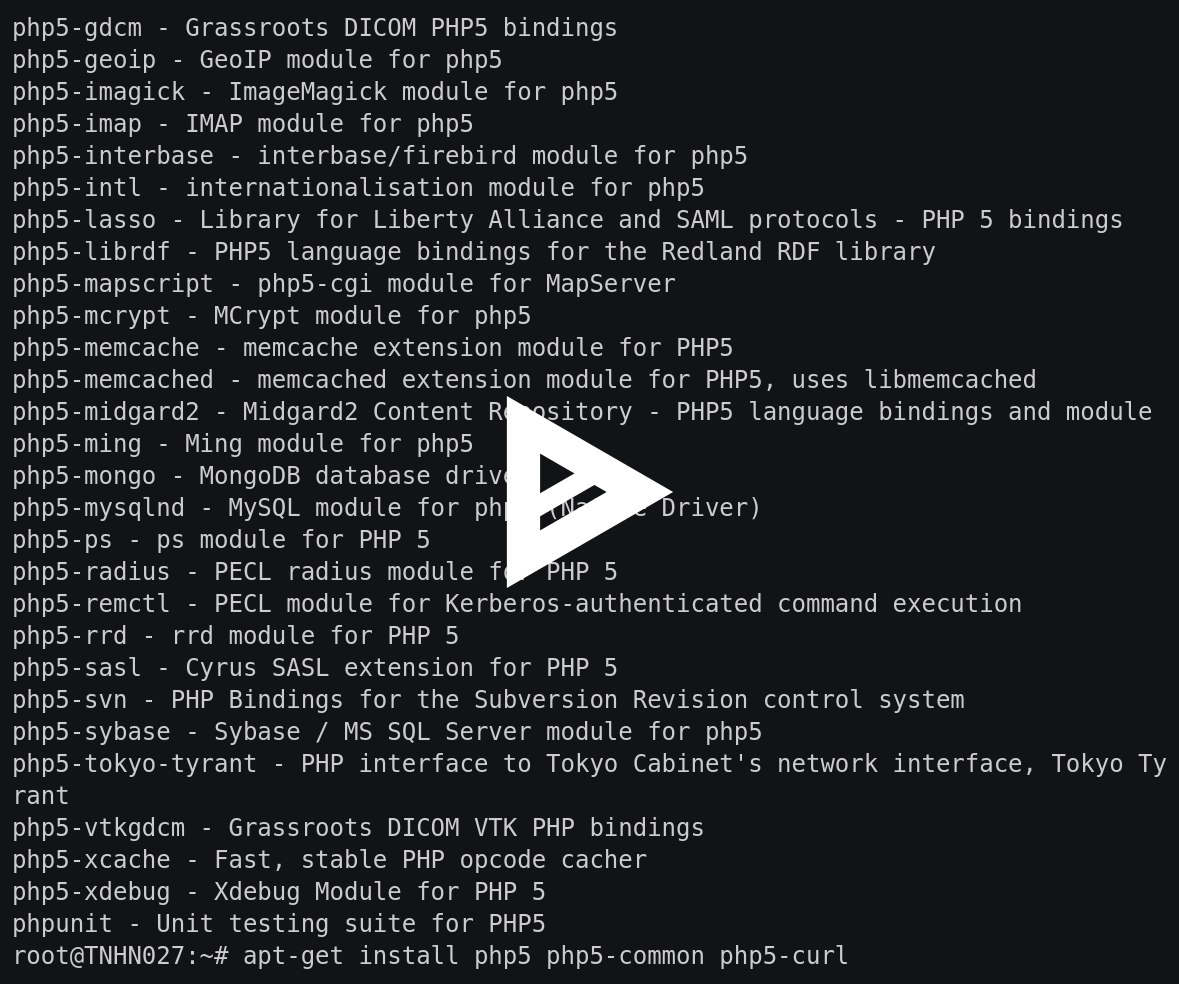 php5-gdcm - Grassroots DICOM PHP5 bindings
php5-geoip - GeoIP module for php5
php5-imagick - ImageMagick module for php5
php5-imap - IMAP module for php5
php5-interbase - interbase/firebird module for php5
php5-intl - internationalisation module for php5
php5-lasso - Library for Liberty Alliance and SAML protocols - PHP 5 bindings
php5-librdf - PHP5 language bindings for the Redland RDF library
php5-mapscript - php5-cgi module for MapServer
php5-mcrypt - MCrypt module for php5
php5-memcache - memcache extension module for PHP5
php5-memcached - memcached extension module for PHP5, uses libmemcached
php5-midgard2 - Midgard2 Content Repository - PHP5 language bindings and module
php5-ming - Ming module for php5
php5-mongo - MongoDB database driver
php5-mysqlnd - MySQL module for php5 (Native Driver)
php5-ps - ps module for PHP 5
php5-radius - PECL radius module for PHP 5
php5-remctl - PECL module for Kerberos-authenticated command execution
php5-rrd - rrd module for PHP 5
php5-sasl - Cyrus SASL extension for PHP 5
php5-svn - PHP Bindings for the Subversion Revision control system
php5-sybase - Sybase / MS SQL Server module for php5
php5-tokyo-tyrant - PHP interface to Tokyo Cabinet's network interface, Tokyo Ty
rant
php5-vtkgdcm - Grassroots DICOM VTK PHP bindings
php5-xcache - Fast, stable PHP opcode cacher
php5-xdebug - Xdebug Module for PHP 5
phpunit - Unit testing suite for PHP5
root@TNHN027:~# apt-get install php5 php5-common php5-curl